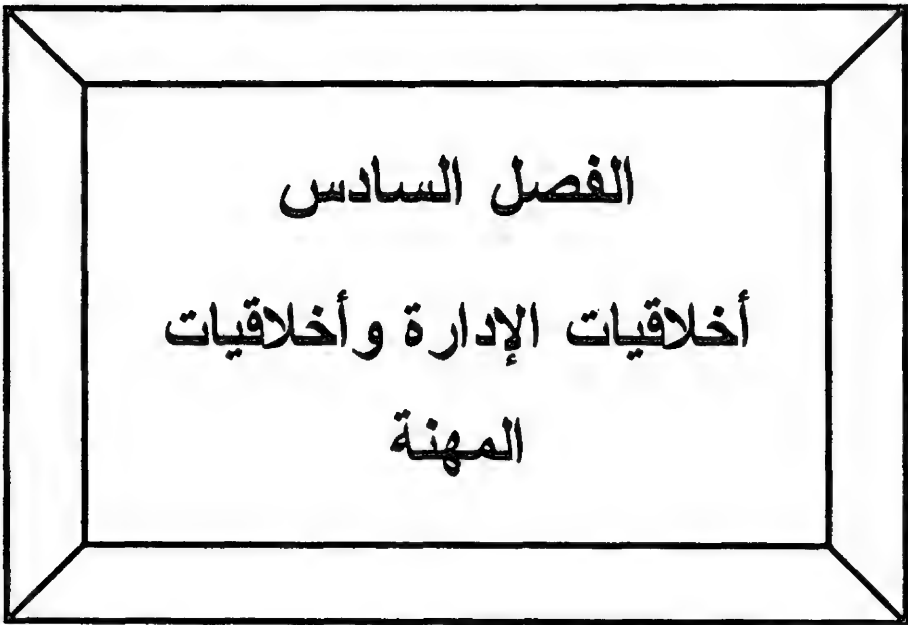 الفصل السادس
أخلاقيات الإدارة وأخلاقيات
المهنة